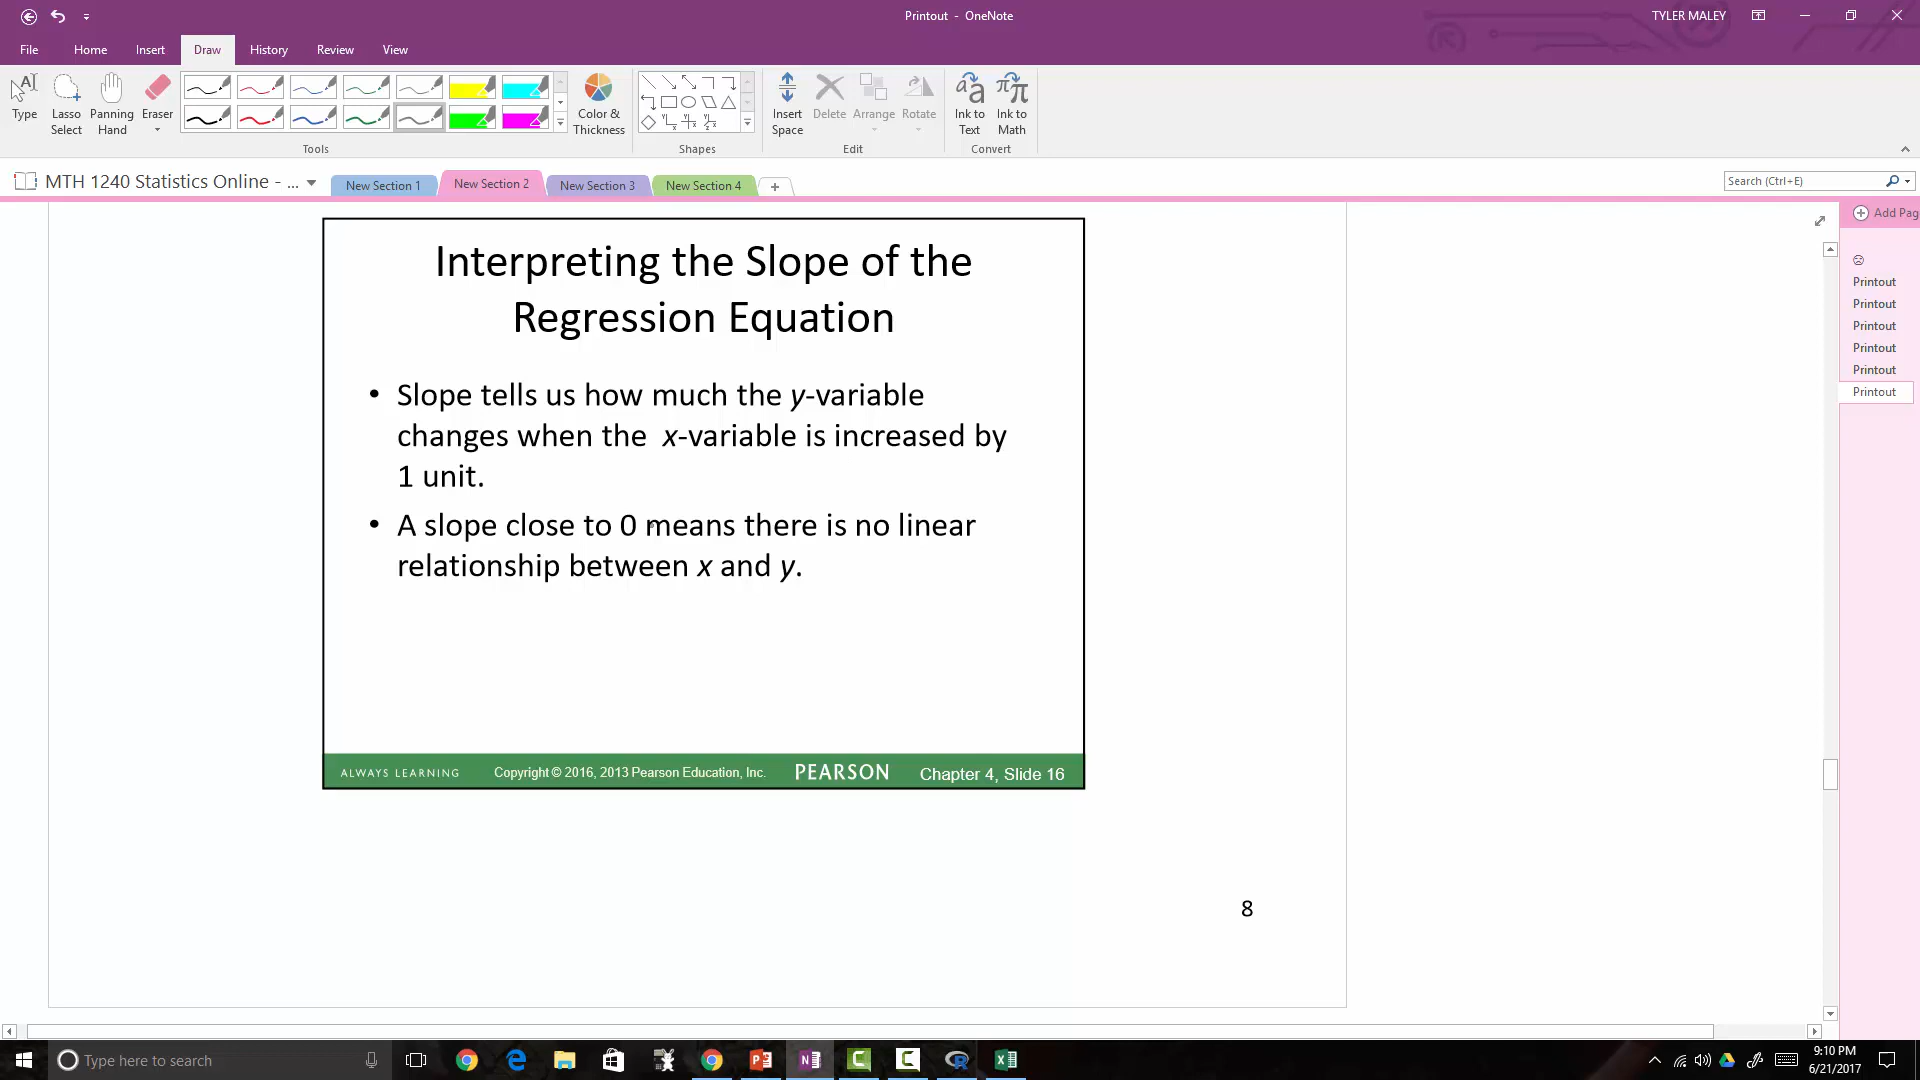 Printout - OneNote
TYLER MALEY
File Home Insert Draw History Review View
Type
Lasso Select
Panning Hand
Eraser
Color & Thickness
Insert Space
Delete
Arrange
Rotate
Ink to Text
Ink to Math
Tools Shapes Edit Convert
MTH 1240 Statistics Online - ...
New Section 1 New Section 2 New Section 3 New Section 4
Search (Ctrl+E)
Add Pag
Printout
Printout
Printout
Printout
Printout
Printout
Interpreting the Slope of the
Regression Equation
• Slope tells us how much the y-variable
changes when the x-variable is increased by
1 unit.
• A slope close to 0 means there is no linear
relationship between x and y.
ALWAYS LEARNING Copyright © 2016, 2013 Pearson Education, Inc. PEARSON Chapter 4, Slide 16
8
Type here to search
9:10 PM
6/21/2017